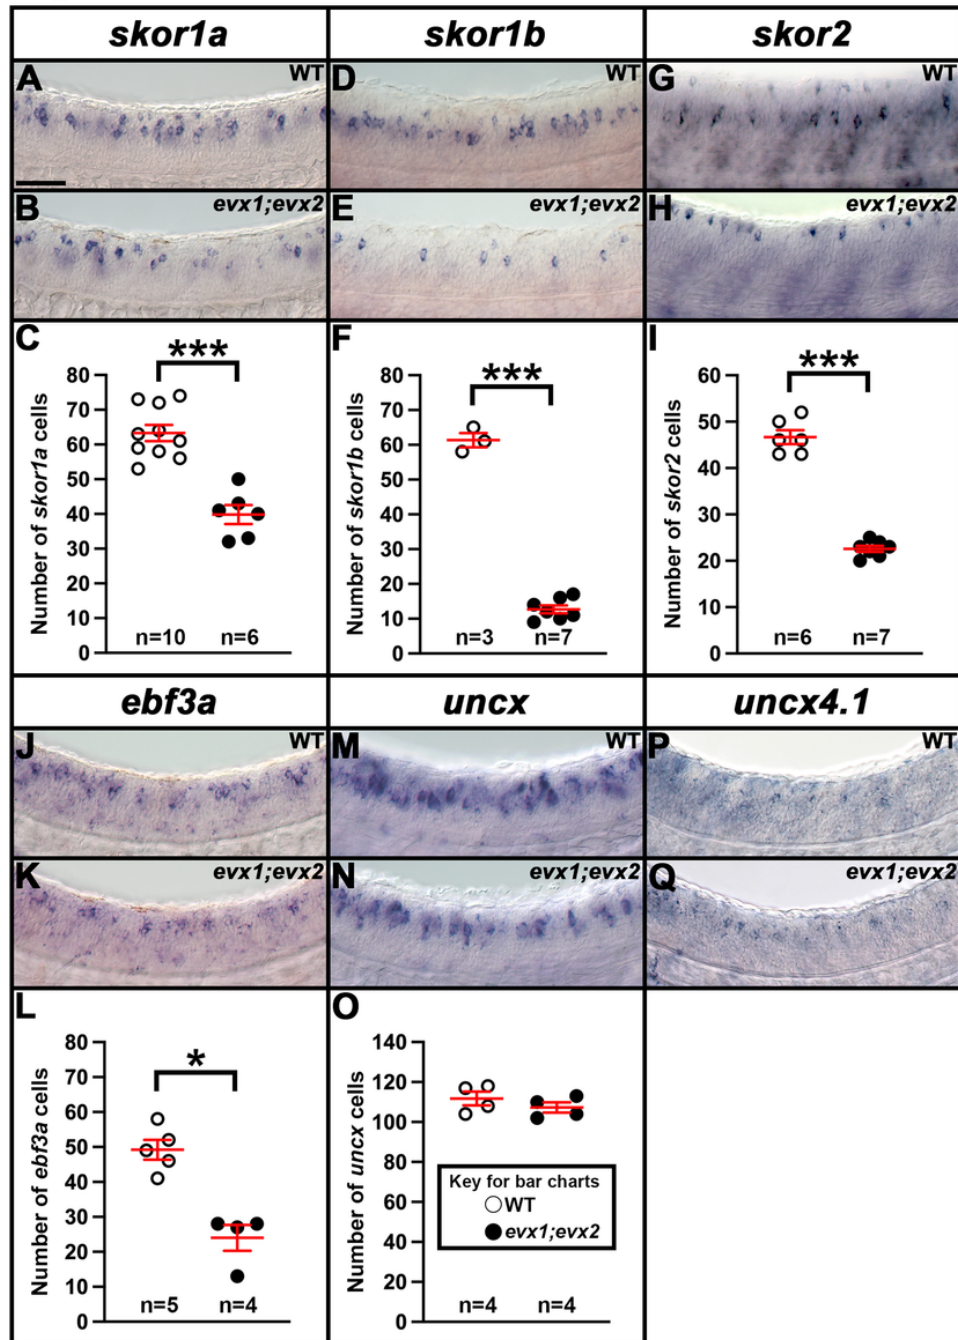 skor1a skor1b skor2
A WT D WT G WT
B evx1;evx2 E evx1;evx2 H evx1;evx2
C
***
Number of skor1a cells
80
70
60
50
40
30
20
10
0
n=10 n=6
F
***
Number of skor1b cells
80
70
60
50
40
30
20
10
0
n=3 n=7
I
***
Number of skor2 cells
60
50
40
30
20
10
0
n=6 n=7
ebf3a uncx uncx4.1
J WT M WT P WT
K evx1;evx2 N evx1;evx2 Q evx1;evx2
L
*
Number of ebf3a cells
80
70
60
50
40
30
20
10
0
n=5 n=4
O
Number of uncx cells
140
120
100
80
60
40
20
0
Key for bar charts
WT
evx1;evx2
n=4 n=4